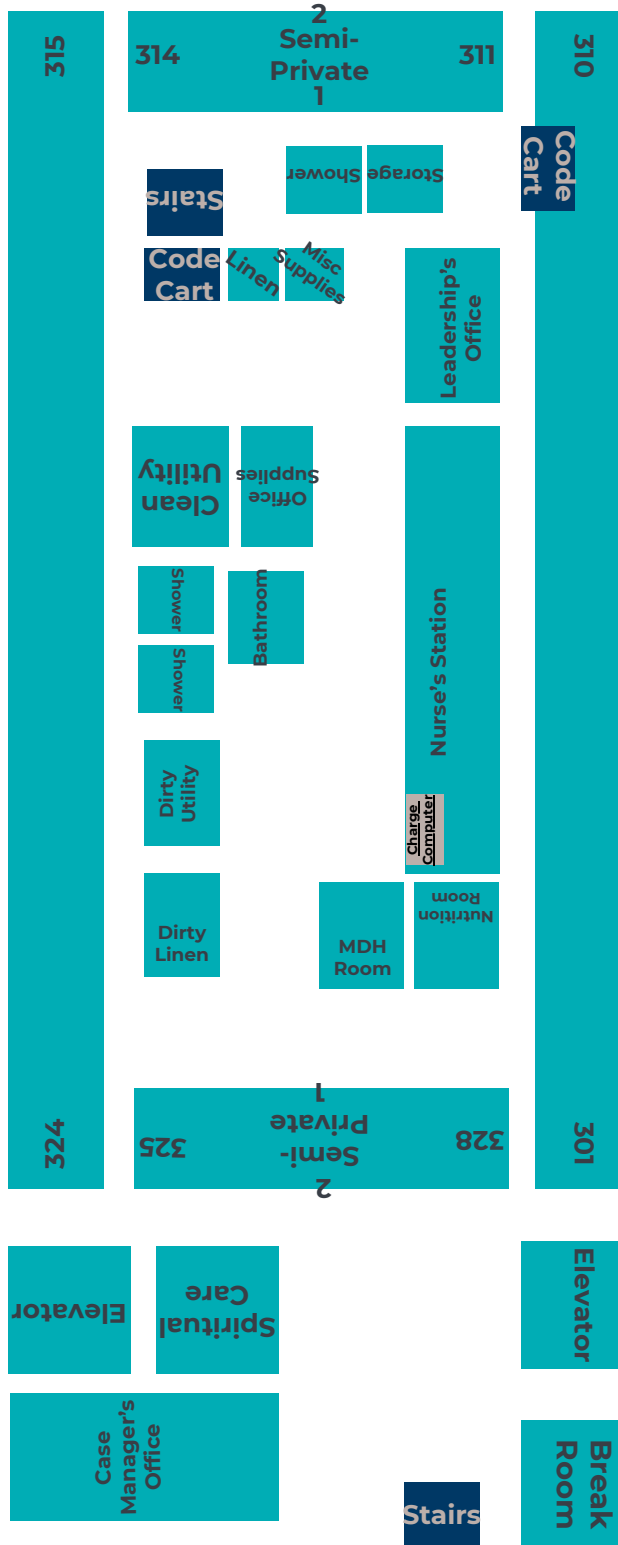 315
314
2
Semi-
Private
1
311
310
Stairs
Shower
Storage
Code
Cart
Code
Cart
Linen
Misc
Supplies
Leadership's
Office
Clean
Utility
Office
Supplies
Shower
Bathroom
Shower
Nurse's Station
Dirty
Utility
Charge
Computer
Dirty
Linen
MDH
Room
Nutrition
Room
324
325
1
Semi-
Private
2
328
301
Elevator
Spiritual
Care
Elevator
Case
Manager's
Office
Stairs
Break
Room